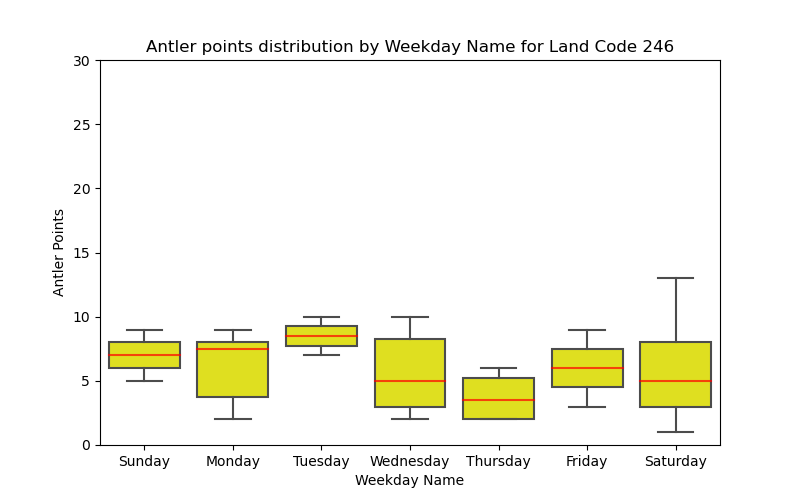 Antler points distribution by Weekday Name for Land Code 246
30
25
20
15
10
5
0
Antler Points
Sunday Monday Tuesday Wednesday Thursday Friday Saturday
Weekday Name